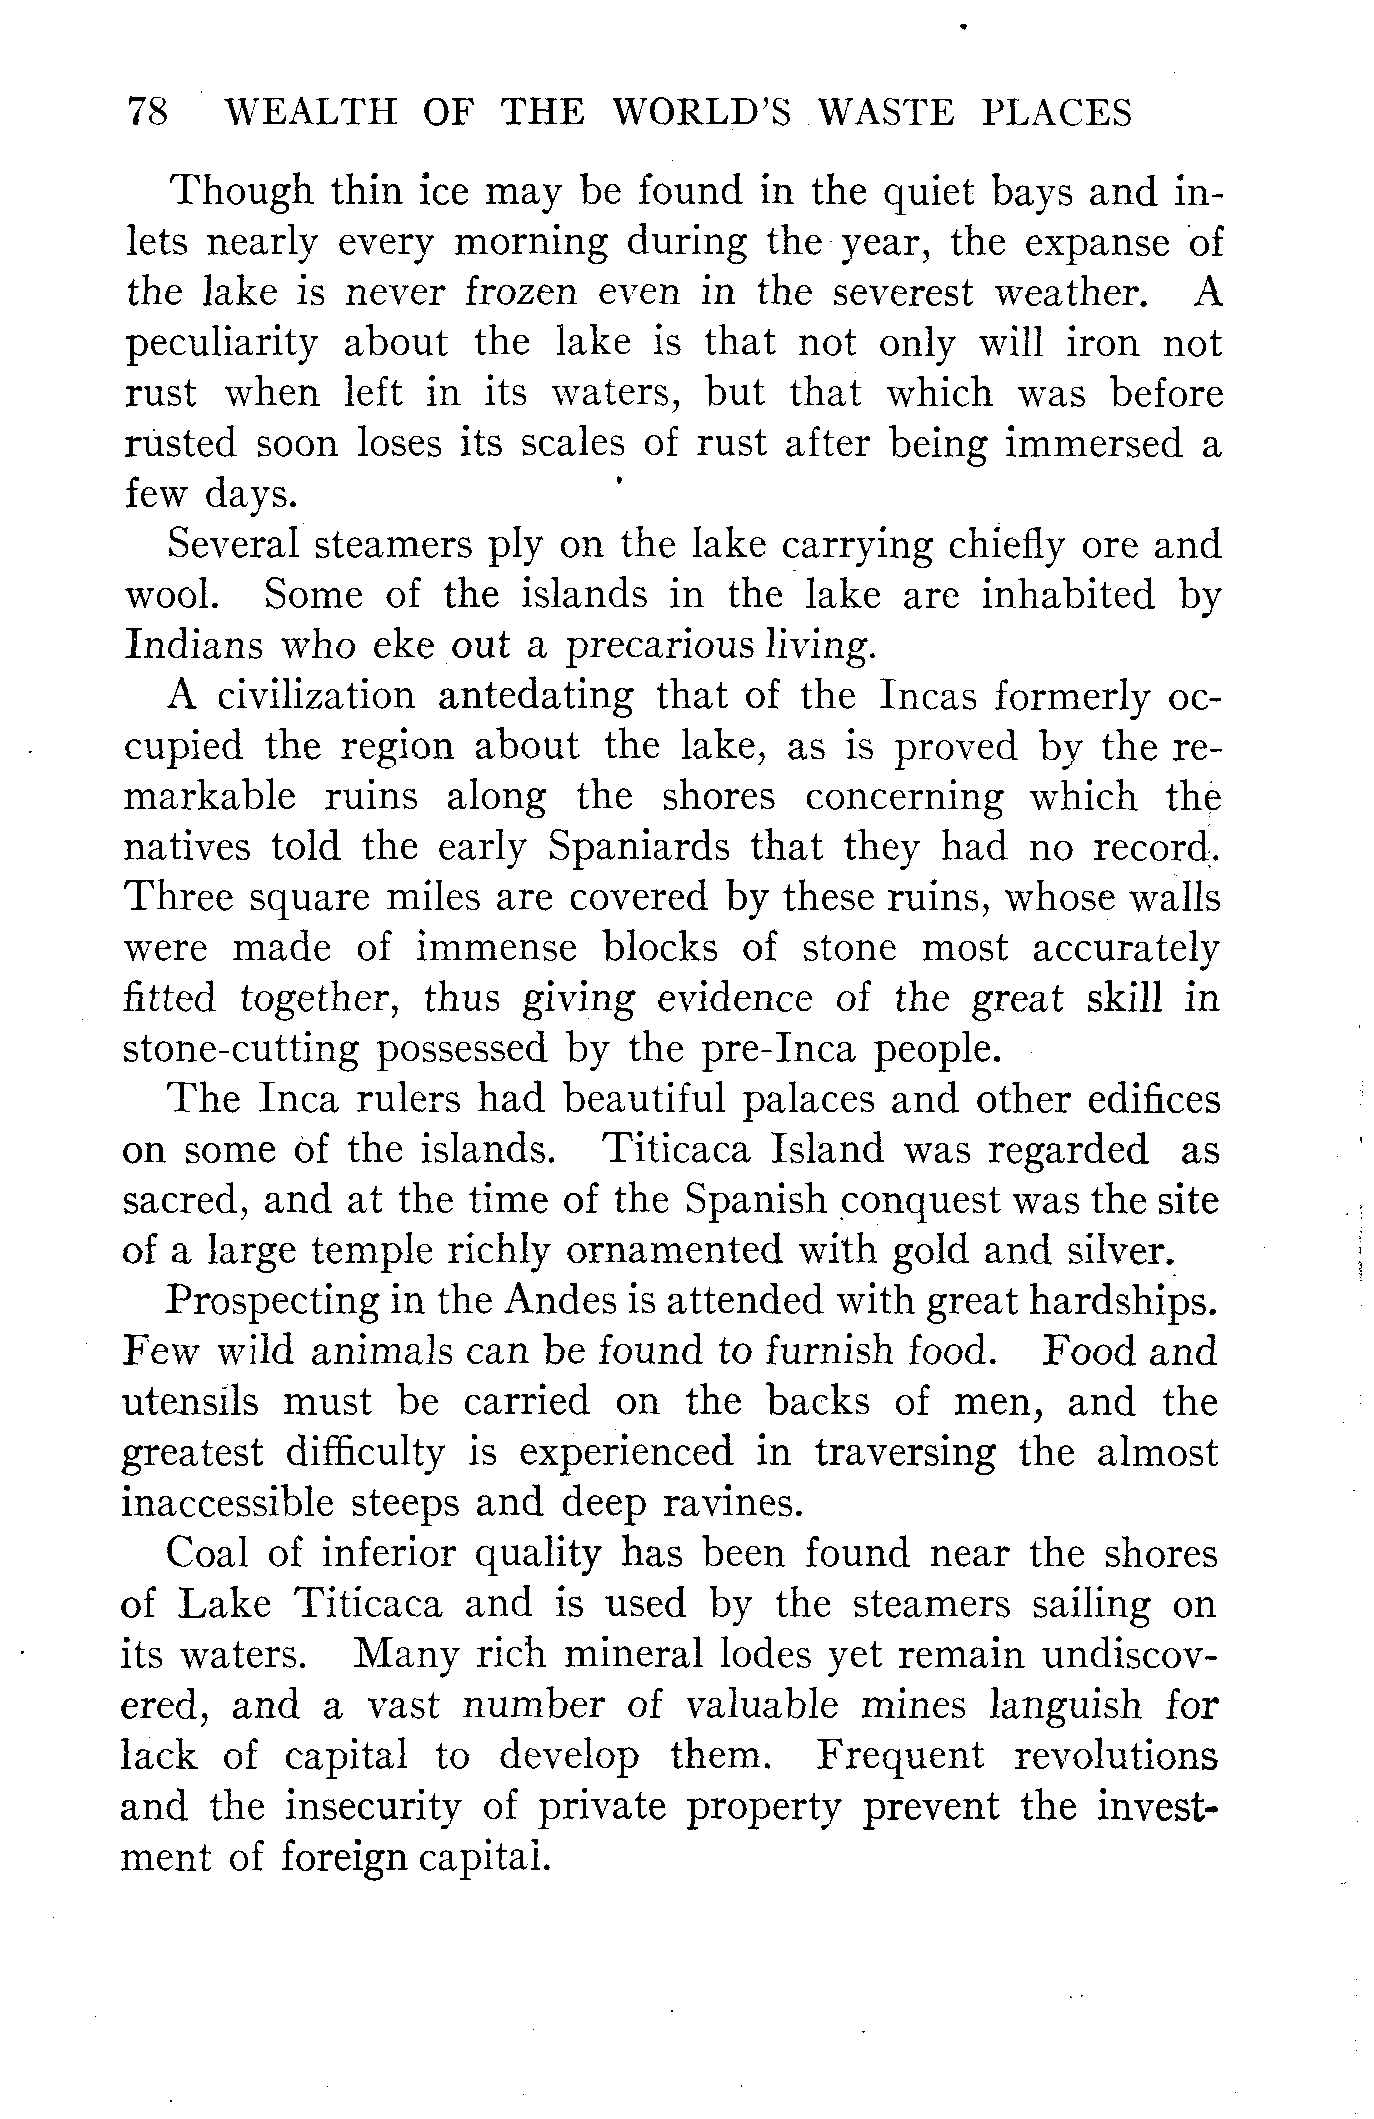 78 WEALTH OF THE WORLD'S WASTE PLACES
Though thin ice may be found in the quiet bays and in-
lets nearly every morning during the year, the expanse of
the lake is never frozen even in the severest weather. A
peculiarity about the lake is that not only will iron not
rust when left in its waters, but that which was before
rusted soon loses its scales of rust after being immersed a
few days.
Several steamers ply on the lake carrying chiefly ore and
wool. Some of the islands in the lake are inhabited by
Indians who eke out a precarious living.
A civilization antedating that of the Incas formerly oc-
cupied the region about the lake, as is proved by the re-
markable ruins along the shores concerning which the
natives told the early Spaniards that they had no record.
Three square miles are covered by these ruins, whose walls
were made of immense blocks of stone most accurately
fitted together, thus giving evidence of the great skill in
stone-cutting possessed by the pre-Inca people.
The Inca rulers had beautiful palaces and other edifices
on some of the islands. Titicaca Island was regarded as
sacred, and at the time of the Spanish conquest was the site
of a large temple richly ornamented with gold and silver.
Prospecting in the Andes is attended with great hardships.
Few wild animals can be found to furnish food. Food and
utensils must be carried on the backs of men, and the
greatest difficulty is experienced in traversing the almost
inaccessible steeps and deep ravines.
Coal of inferior quality has been found near the shores
of Lake Titicaca and is used by the steamers sailing on
its waters. Many rich mineral lodes yet remain undiscov-
ered, and a vast number of valuable mines languish for
lack of capital to develop them. Frequent revolutions
and the insecurity of private property prevent the invest-
ment of foreign capital.